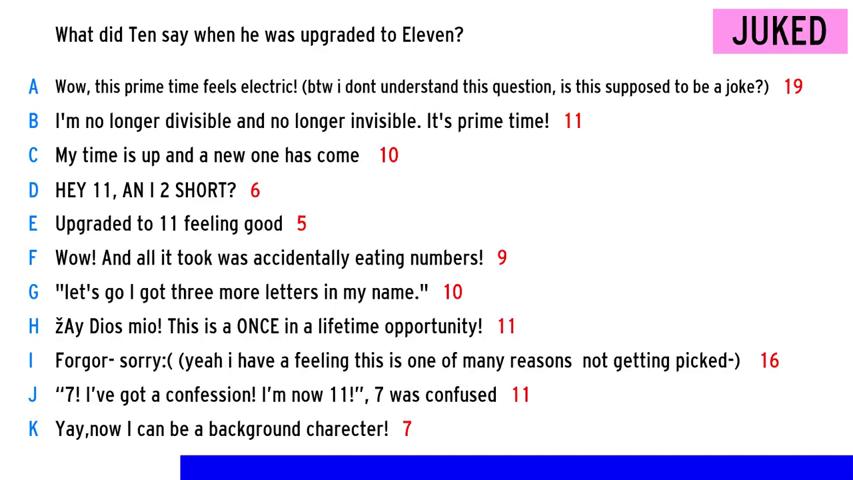 What did Ten say when he was upgraded to Eleven?
JUKED
A Wow, this prime time feels electric! (btw i dont understand this question, is this supposed to be a joke?) 19
B I'm no longer divisible and no longer invisible. It's prime time! 11
C My time is up and a new one has come 10
D HEY 11, AN I 2 SHORT? 6
E Upgraded to 11 feeling good 5
F Wow! And all it took was accidentally eating numbers! 9
G "let's go I got three more letters in my name." 10
H žAy Dios mio! This is a ONCE in a lifetime opportunity! 11
I Forgor- sorry:( (yeah i have a feeling this is one of many reasons not getting picked-) 16
J “7! I’ve got a confession! I’m now 11!”, 7 was confused 11
K Yay,now I can be a background charecter! 7